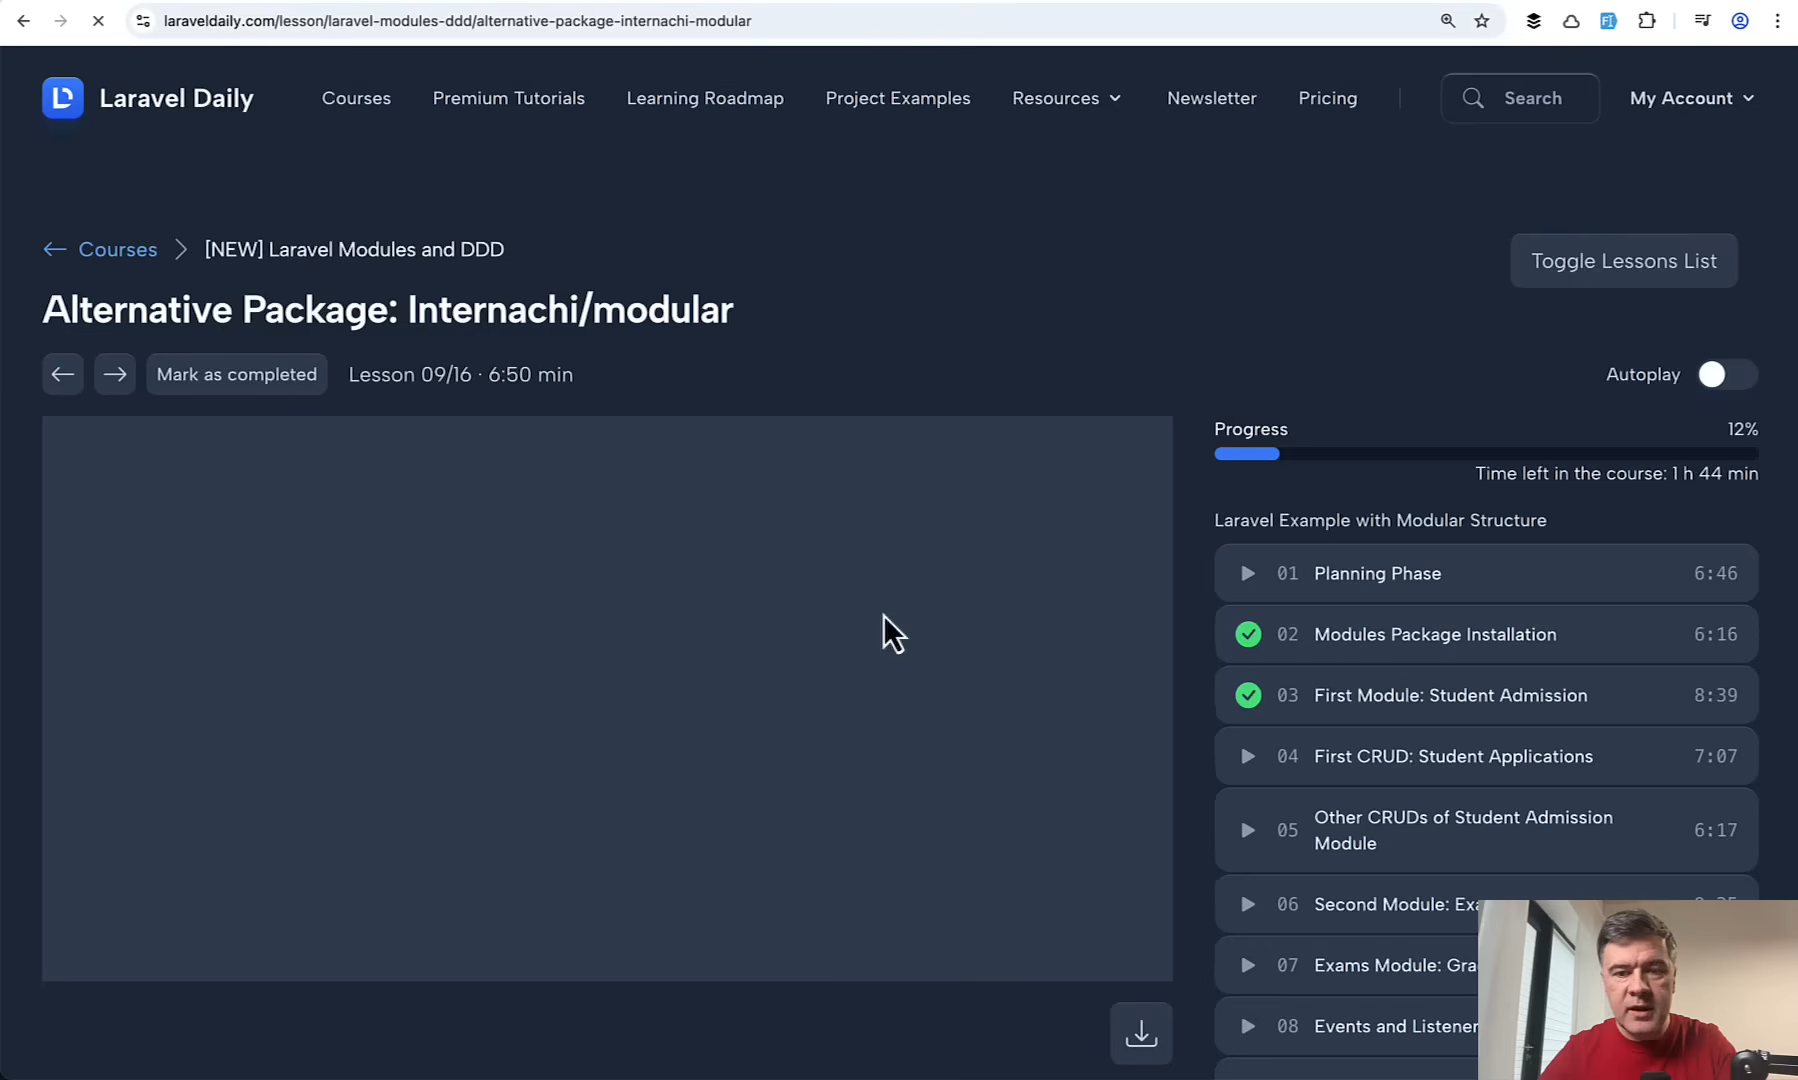 laraveldaily.com/lesson/laravel-modules-ddd/alternative-package-internachi-modular
Laravel Daily
Courses
Premium Tutorials
Learning Roadmap
Project Examples
Resources
Newsletter
Pricing
Search
My Account
Courses
[NEW] Laravel Modules and DDD
Toggle Lessons List
Alternative Package: Internachi/modular
Mark as completed
Lesson 09/16 · 6:50 min
Autoplay
Progress
12%
Time left in the course: 1 h 44 min
Laravel Example with Modular Structure
01 Planning Phase 6:46
02 Modules Package Installation 6:16
03 First Module: Student Admission 8:39
04 First CRUD: Student Applications 7:07
05 Other CRUDs of Student Admission
Module 6:17
06 Second Module:
07 Exams Module:
08 Events and